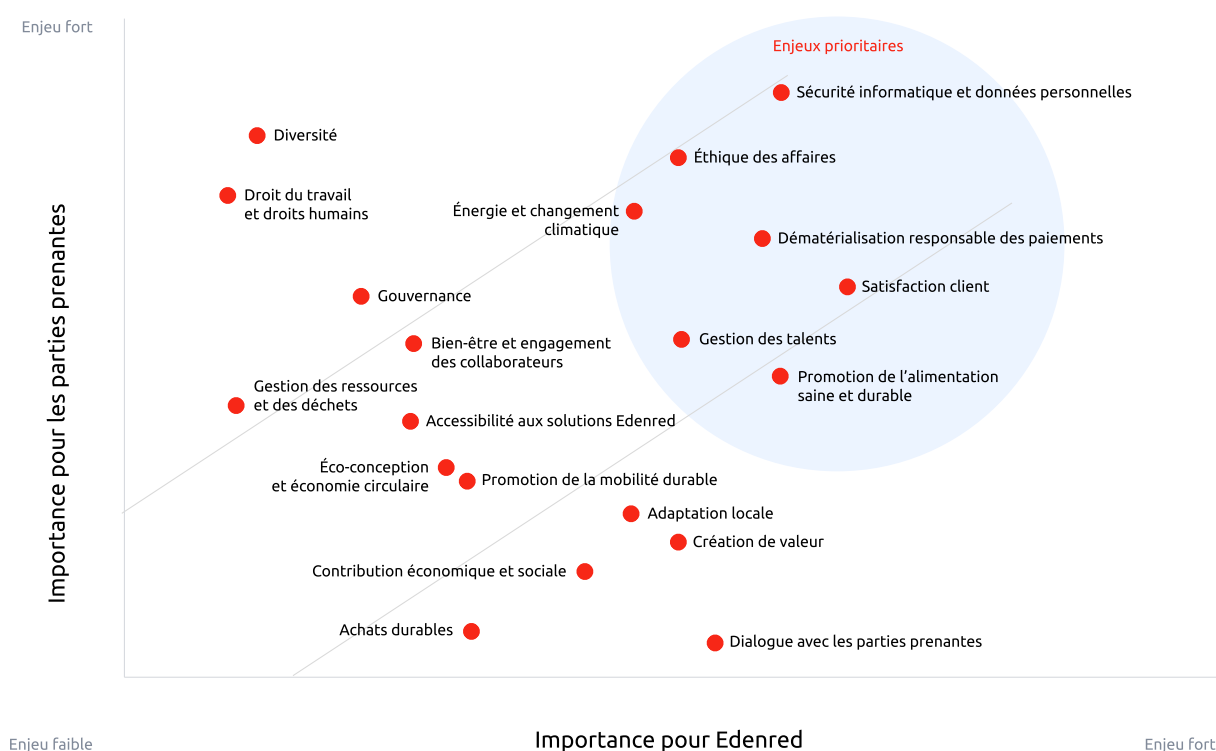 Enjeu fort
Enjeux prioritaires
Sécurité informatique et données personnelles
Diversité
Éthique des affaires
Droit du travail
et droits humains
Énergie et changement
climatique
Dématérialisation responsable des paiements
Satisfaction client
Gouvernance
Gestion des talents
Bien-être et engagement
des collaborateurs
Promotion de l’alimentation
saine et durable
Gestion des ressources
et des déchets
Accessibilité aux solutions Edenred
Éco-conception
et économie circulaire
Promotion de la mobilité durable
Adaptation locale
Création de valeur
Contribution économique et sociale
Achats durables
Dialogue avec les parties prenantes
Importance pour les parties prenantes
Enjeu faible
Importance pour Edenred
Enjeu fort